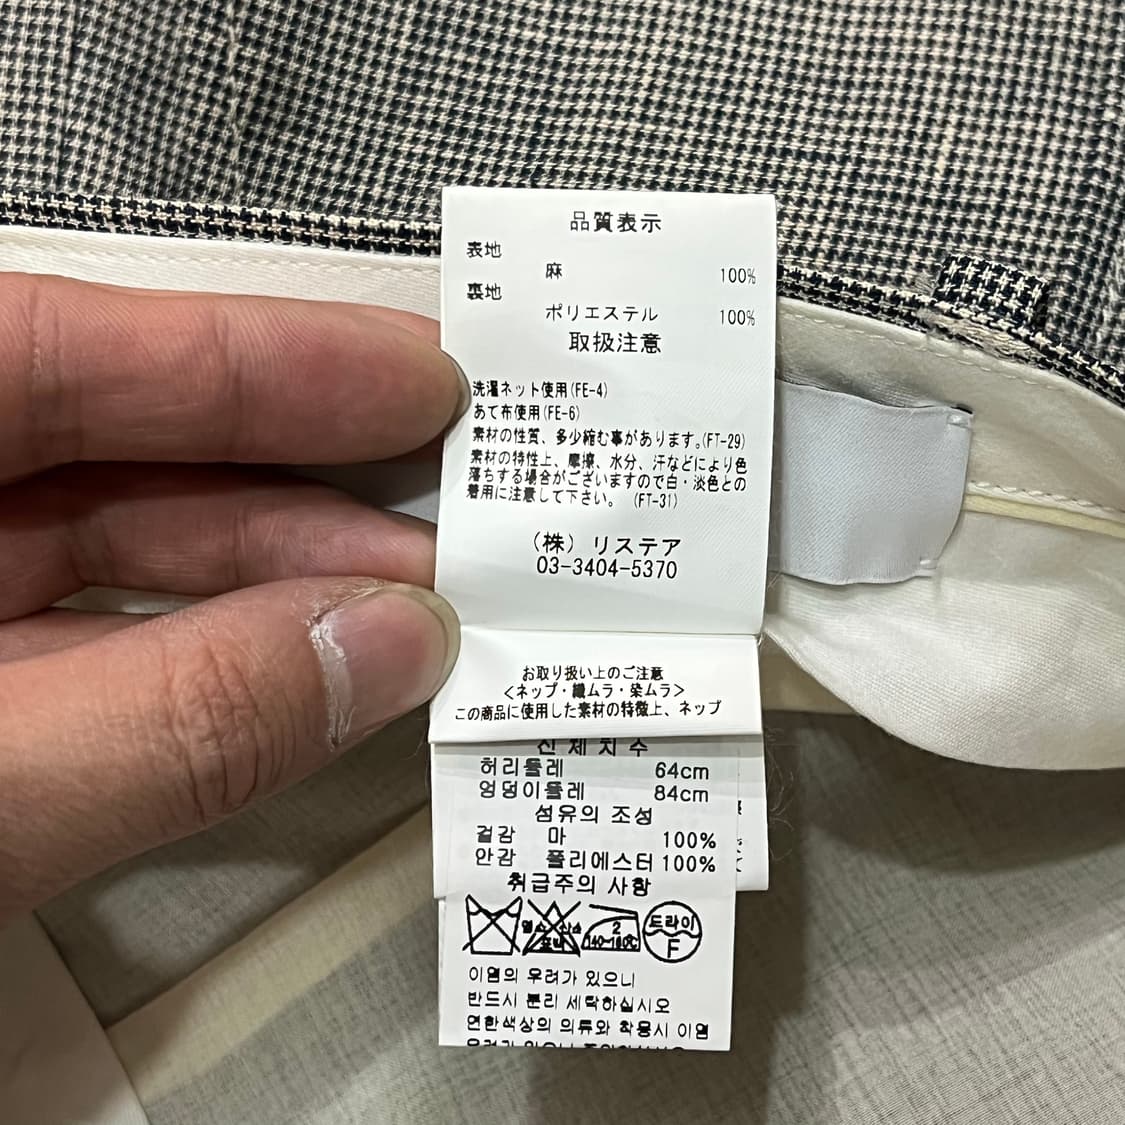 品質表示
表地
麻 100%
裏地
ポリエステル 100%
取扱注意
洗濯ネット使用(FE-4)
あて布使用(FE-6)
素材の性質、多少縮む事があります。(FT-29)
素材の特性上、摩擦、水分、汗などにより色
落ちする場合がございますので白・淡色との
着用に注意して下さい。 (FT-31)
(株) リステア
03-3404-5370
お取り扱い上のご注意
<ネップ・織ムラ・染ムラ>
この商品に使用した素材の特徴上、ネップ
신체치수
허리둘레 64cm
엉덩이둘레 84cm
섬유의 조성
겉감 마 100%
안감 폴리에스터 100%
취급주의 사항
염소 산소
표백
2
140~160℃
드라이
F
이염의 우려가 있으니
반드시 분리 세탁하십시오
연한색상의 의류와 착용시 이염